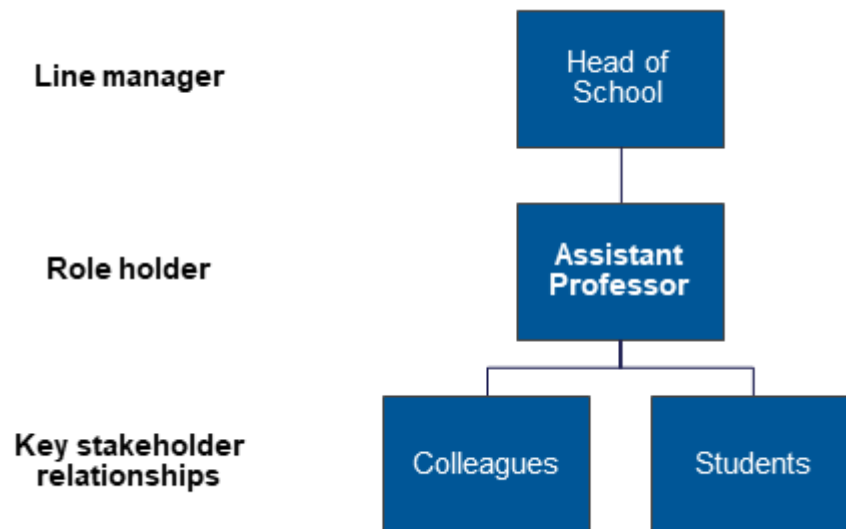 Line manager
Head of
School
Role holder
Assistant
Professor
Key stakeholder
relationships
Colleagues
Students